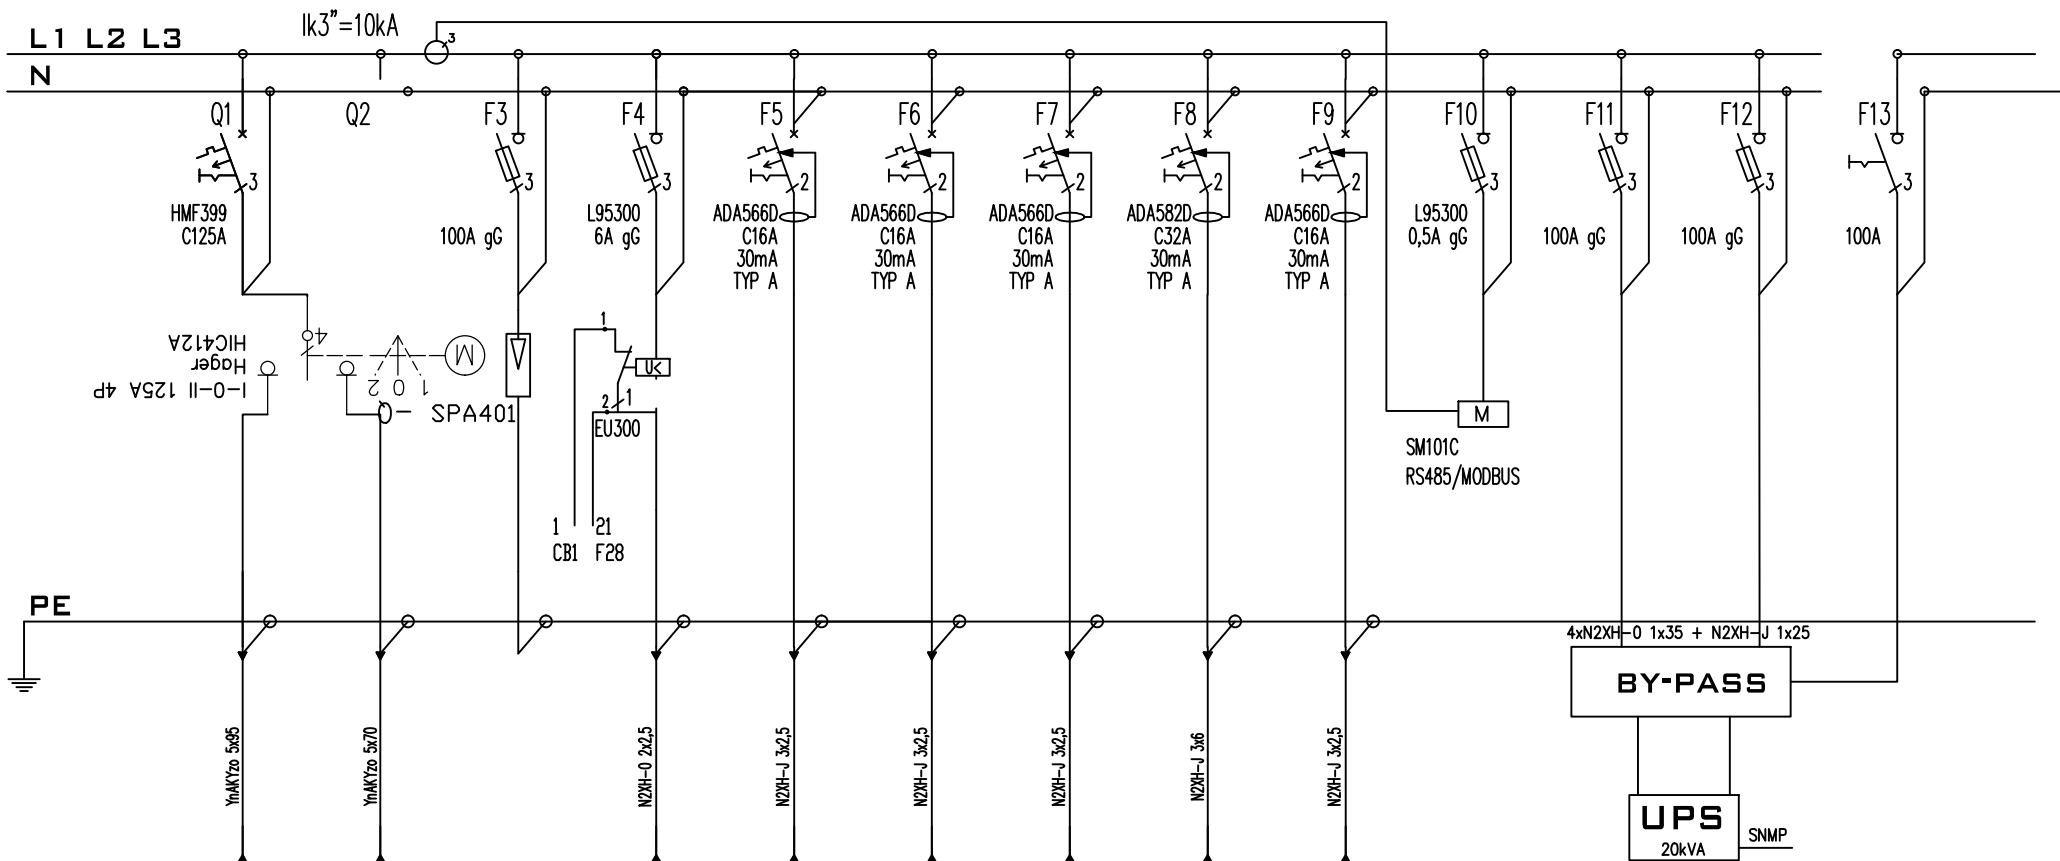 Ik3"=10kA
L1 L2 L3
3
N
Q1
Q2
F3
F4
F5
F6
F7
F8
F9
F10
F11
F12
F13
3
3
3
2
2
2
2
2
3
3
3
3
HMF399
C125A
100A gG
L95300
6A gG
ADA566D
C16A
30mA
TYP A
ADA566D
C16A
30mA
TYP A
ADA566D
C16A
30mA
TYP A
ADA582D
C32A
30mA
TYP A
ADA566D
C16A
30mA
TYP A
L95300
0,5A gG
100A gG
100A gG
100A
I-0-II 125A 4P
Hager
HIC412A
4
M
1 0 2
SPA401
1
U<
2
1
EU300
1
CB1
21
F28
M
SM101C
RS485/MODBUS
PE
4xN2XH-O 1x35 + N2XH-J 1x25
BY-PASS
YnAKYżo 5x95
YnAKYżo 5x70
N2XH-O 2x2,5
N2XH-J 3x2,5
N2XH-J 3x2,5
N2XH-J 3x2,5
N2XH-J 3x6
N2XH-J 3x2,5
UPS
20kVA
SNMP